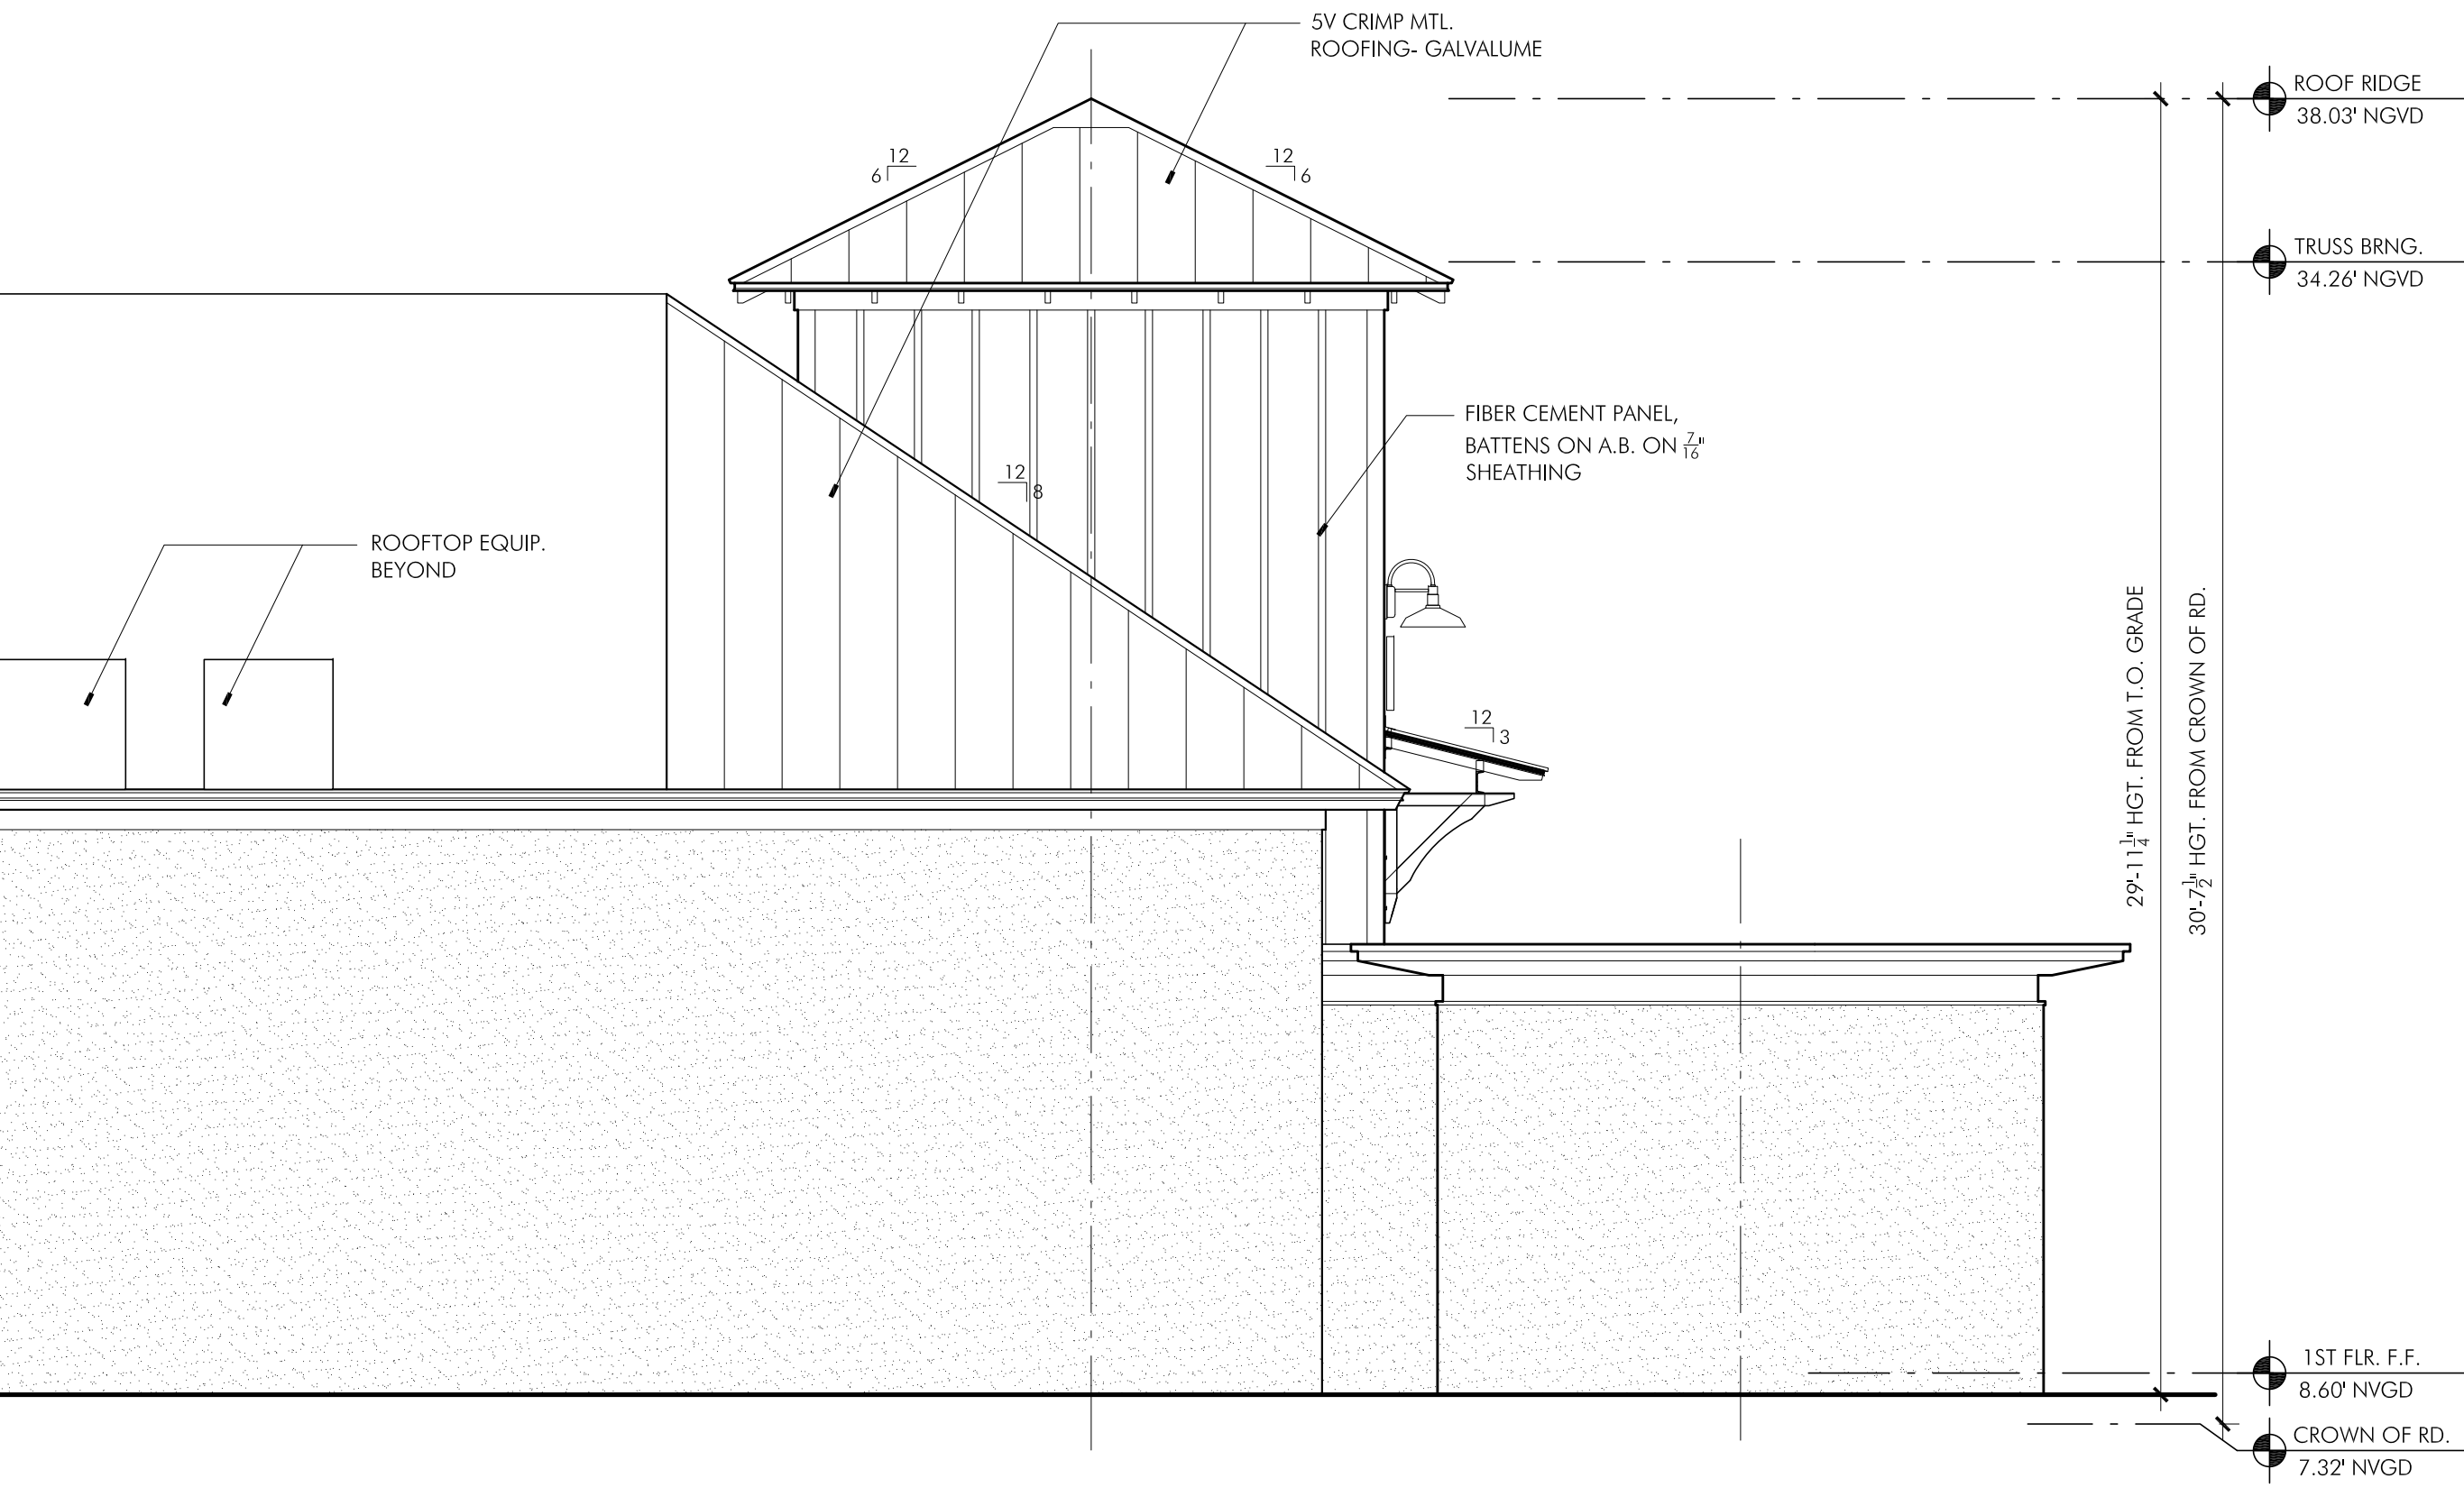 5V CRIMP MTL.
ROOFING- GALVALUME
ROOF RIDGE
38.03' NGVD
12
6
12
6
TRUSS BRNG.
34.26' NGVD
FIBER CEMENT PANEL,
BATTENS ON A.B. ON 7/16"
SHEATHING
12
8
ROOFTOP EQUIP.
BEYOND
12
3
29'-11 1/4" HGT. FROM T.O. GRADE
30'-7 1/2" HGT. FROM CROWN OF RD.
1ST FLR. F.F.
8.60' NVGD
CROWN OF RD.
7.32' NVGD